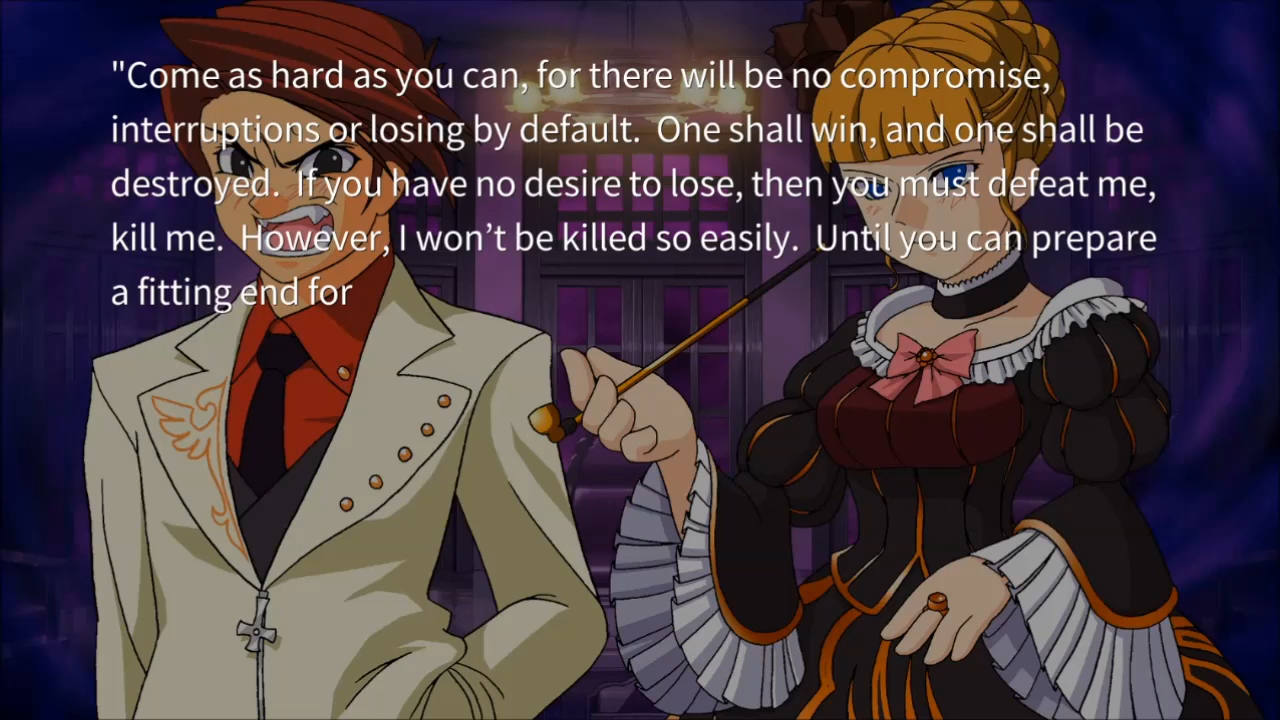 "Come as hard as you can, for there will be no compromise,
interruptions or losing by default.  One shall win, and one shall be
destroyed.  If you have no desire to lose, then you must defeat me,
kill me.  However, I won’t be killed so easily.  Until you can prepare
a fitting end for